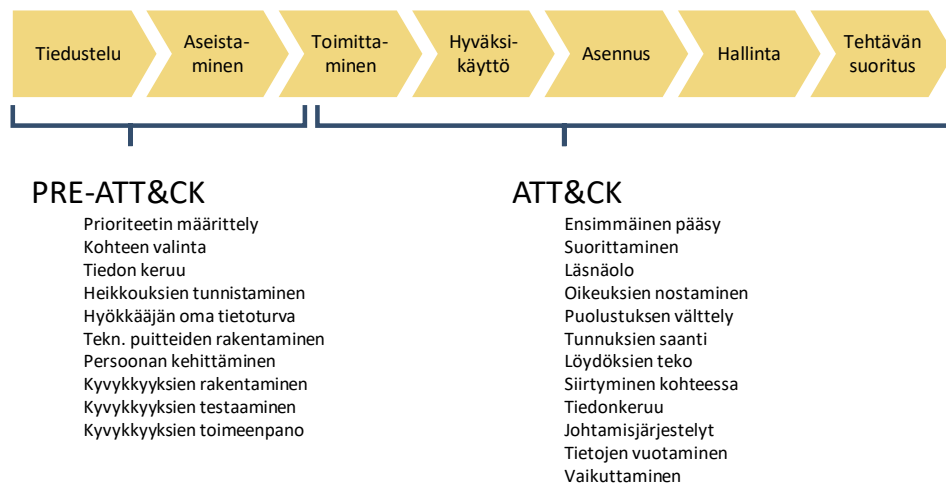 Tiedustelu
Aseista-
minen
Toimitta-
minen
Hyväksi-
käyttö
Asennus
Hallinta
Tehtävän
suoritus
PRE-ATT&CK
Prioriteetin määrittely
Kohteen valinta
Tiedon keruu
Heikkouksien tunnistaminen
Hyökkääjän oma tietoturva
Tekn. puitteiden rakentaminen
Persoonan kehittäminen
Kyvykkyyksien rakentaminen
Kyvykkyyksien testaaminen
Kyvykkyyksien toimeenpano
ATT&CK
Ensimmäinen pääsy
Suorittaminen
Läsnäolo
Oikeuksien nostaminen
Puolustuksen välttely
Tunnuksien saanti
Löydöksien teko
Siirtyminen kohteessa
Tiedonkeruu
Johtamisjärjestelyt
Tietojen vuotaminen
Vaikuttaminen